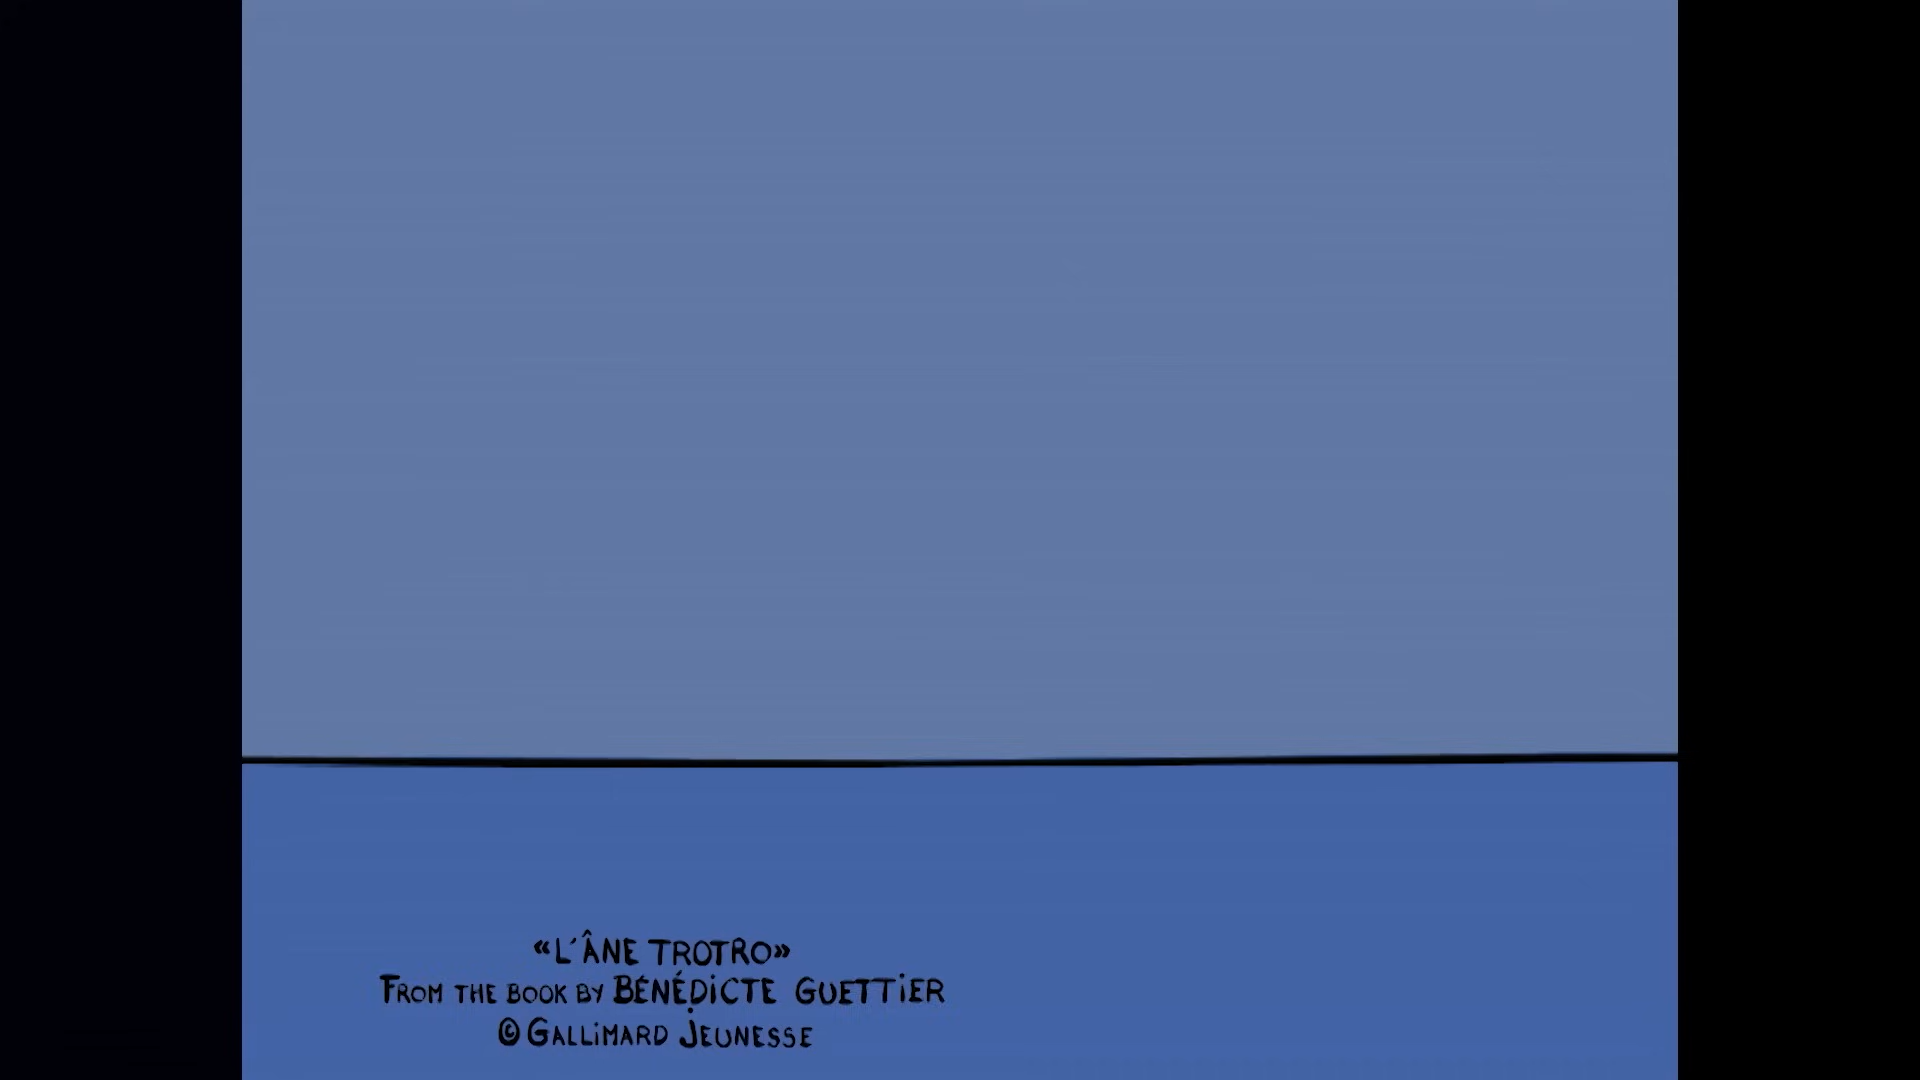 «L'ÂNE TROTRO»
FROM THE BOOK BY BÉNÉDiCTE GUETTiER
© GALLiMARD JEUNESSE